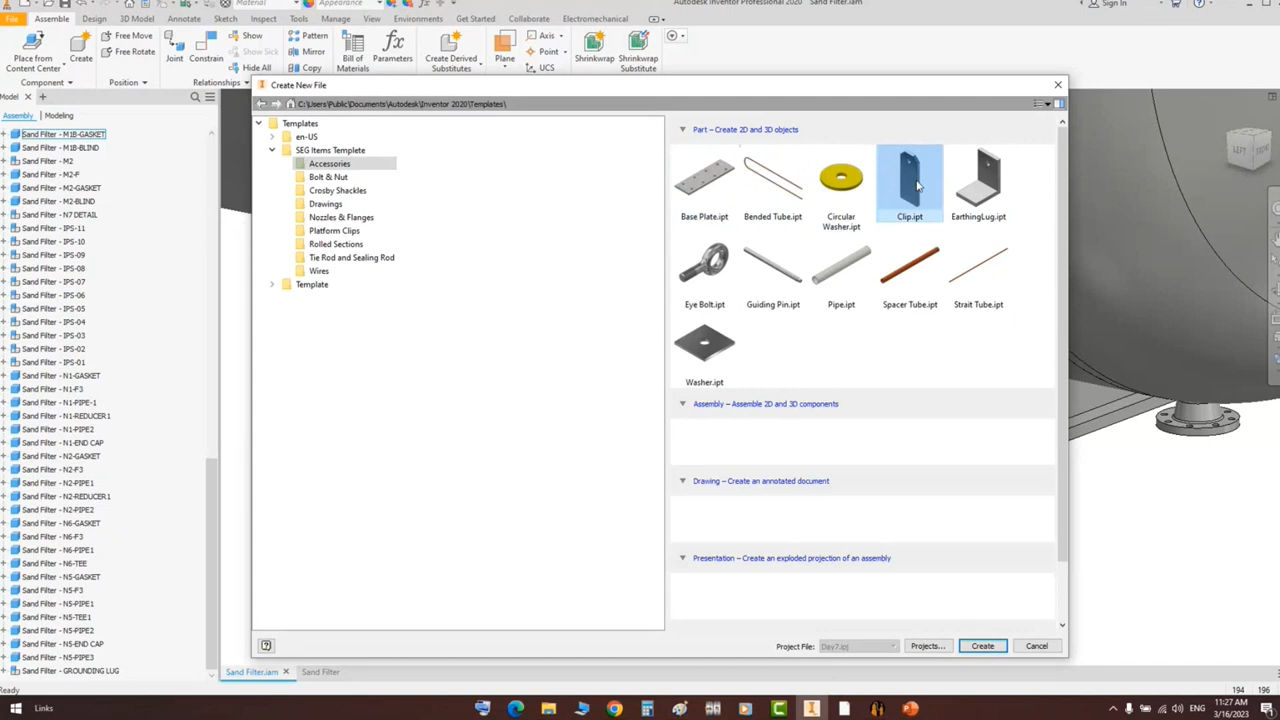 Material
Appearance
Autodesk Inventor Professional 2020 Sand Filter.iam
Sign In
File Assemble Design 3D Model Sketch Annotate Inspect Tools Manage View Environments Get Started Collaborate Electromechanical
Place from
Content Center
Create
Free Move
Free Rotate
Joint
Constrain
Show
Show Sick
Hide All
Pattern
Mirror
Copy
Bill of
Materials
Parameters
Create Derived
Substitutes
Plane
Axis
Point
UCS
Shrinkwrap
Shrinkwrap
Substitute
Component
Position
Relationships
Model
Assembly Modeling
Sand Filter - M1B-GASKET
Sand Filter - M1B-BLIND
Sand Filter - M2
Sand Filter - M2-F
Sand Filter - M2-GASKET
Sand Filter - M2-BLIND
Sand Filter - N7 DETAIL
Sand Filter - IPS-11
Sand Filter - IPS-10
Sand Filter - IPS-09
Sand Filter - IPS-08
Sand Filter - IPS-07
Sand Filter - IPS-06
Sand Filter - IPS-05
Sand Filter - IPS-04
Sand Filter - IPS-03
Sand Filter - IPS-02
Sand Filter - IPS-01
Sand Filter - N1-GASKET
Sand Filter - N1-F3
Sand Filter - N1-PIPE-1
Sand Filter - N1-REDUCER1
Sand Filter - N1-PIPE2
Sand Filter - N1-END CAP
Sand Filter - N2-GASKET
Sand Filter - N2-F3
Sand Filter - N2-PIPE1
Sand Filter - N2-REDUCER1
Sand Filter - N2-PIPE2
Sand Filter - N6-GASKET
Sand Filter - N6-F3
Sand Filter - N6-PIPE1
Sand Filter - N6-TEE
Sand Filter - N5-GASKET
Sand Filter - N5-F3
Sand Filter - N5-PIPE1
Sand Filter - N5-TEE1
Sand Filter - N5-PIPE2
Sand Filter - N5-END CAP
Sand Filter - N5-PIPE3
Sand Filter - GROUNDING LUG
Create New File
C:\Users\Public\Documents\Autodesk\Inventor 2020\Templates\
Templates
en-US
SEG Items Templete
Accessories
Bolt & Nut
Crosby Shackles
Drawings
Nozzles & Flanges
Platform Clips
Rolled Sections
Tie Rod and Sealing Rod
Wires
Template
Part – Create 2D and 3D objects
Base Plate.ipt
Bended Tube.ipt
Circular
Washer.ipt
Clip.ipt
EarthingLug.ipt
Eye Bolt.ipt
Guiding Pin.ipt
Pipe.ipt
Spacer Tube.ipt
Strait Tube.ipt
Washer.ipt
Assembly – Assemble 2D and 3D components
Drawing – Create an annotated document
Presentation – Create an exploded projection of an assembly
Project File: Day7.ipj Projects... Create Cancel
LEFT
Sand Filter.iam Sand Filter
Ready
194 196
Links
ENG
11:27 AM
3/16/2023